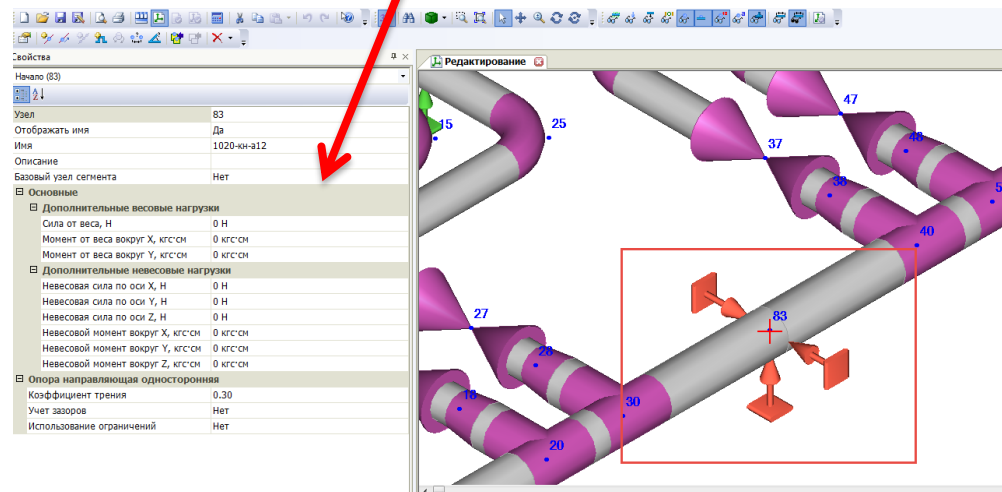 Свойства
Редактирование
Начало (83)
Узел 83
Отображать имя Да
Имя 1020-кн-а12
Описание
Базовый узел сегмента Нет
Основные
Дополнительные весовые нагрузки
Сила от веса, Н 0 Н
Момент от веса вокруг X, кгс·см 0 кгс·см
Момент от веса вокруг Y, кгс·см 0 кгс·см
Дополнительные невесовые нагрузки
Невесовая сила по оси X, Н 0 Н
Невесовая сила по оси Y, Н 0 Н
Невесовая сила по оси Z, Н 0 Н
Невесовой момент вокруг X, кгс·см 0 кгс·см
Невесовой момент вокруг Y, кгс·см 0 кгс·см
Невесовой момент вокруг Z, кгс·см 0 кгс·см
Опора направляющая односторонняя
Коэффициент трения 0.30
Учет зазоров Нет
Использование ограничений Нет
47
15
25
37
48
38
40
27
83
28
18
30
20